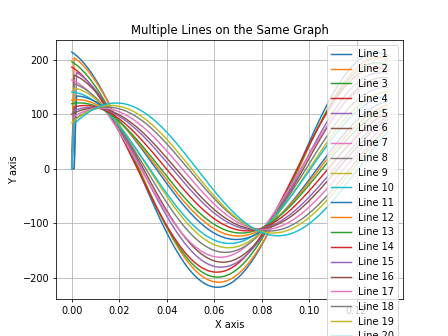 Multiple Lines on the Same Graph
Y axis
200
100
0
−100
−200
0.00
0.02
0.04
0.06
0.08
0.10
X axis
Line 1
Line 2
Line 3
Line 4
Line 5
Line 6
Line 7
Line 8
Line 9
Line 10
Line 11
Line 12
Line 13
Line 14
Line 15
Line 16
Line 17
Line 18
Line 19
Line 20